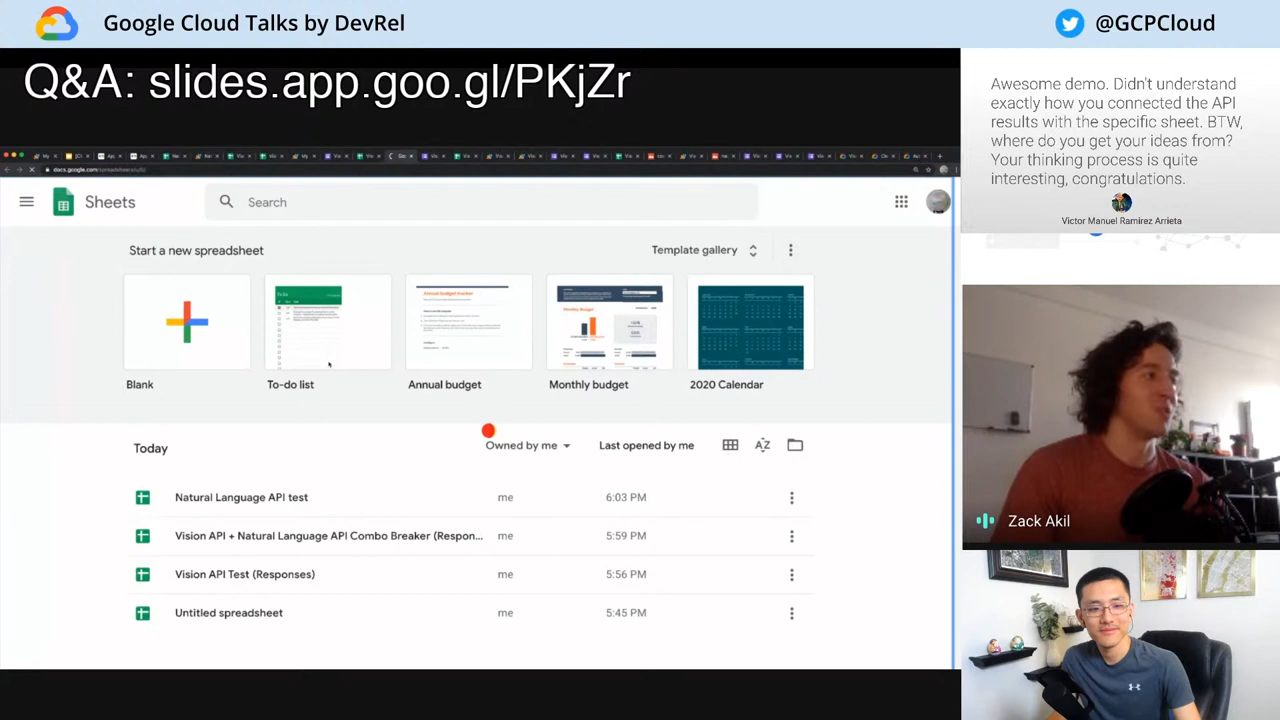 Google Cloud Talks by DevRel
@GCPCloud
Q&A: slides.app.goo.gl/PKjZr
Awesome demo. Didn't understand
exactly how you connected the API
results with the specific sheet. BTW,
where do you get your ideas from?
Your thinking process is quite
interesting, congratulations.
Victor Manuel Ramirez Arrieta
Sheets
Search
Start a new spreadsheet
Template gallery
Blank
To-do list
Annual budget
Monthly budget
2020 Calendar
Today
Owned by me
Last opened by me
Natural Language API test
me
6:03 PM
Vision API + Natural Language API Combo Breaker (Respon...
me
5:59 PM
Vision API Test (Responses)
me
5:56 PM
Untitled spreadsheet
me
5:45 PM
Zack Akil